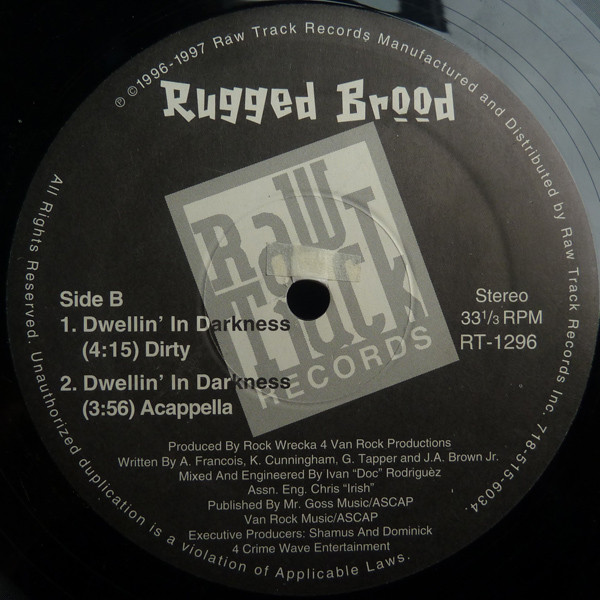 ℗ ©1996-1997 Raw Track Records Manufactured and Distributed by Raw Track Records Inc. 718-515-6034.
Rugged Brood
Raw
Track
RECORDS
Side B
1. Dwellin' In Darkness
(4:15) Dirty
2. Dwellin' In Darkness
(3:56) Acappella
Stereo
33 1/3 RPM
RT-1296
Produced By Rock Wrecka 4 Van Rock Productions
Written By A. Francois, K. Cunningham, G. Tapper and J.A. Brown Jr.
Mixed And Engineered By Ivan "Doc" Rodriguèz
Assn. Eng. Chris "Irish"
Published By Mr. Goss Music/ASCAP
Van Rock Music/ASCAP
Executive Producers: Shamus And Dominick
4 Crime Wave Entertainment
All Rights Reserved. Unauthorized duplication is a violation of Applicable Laws.